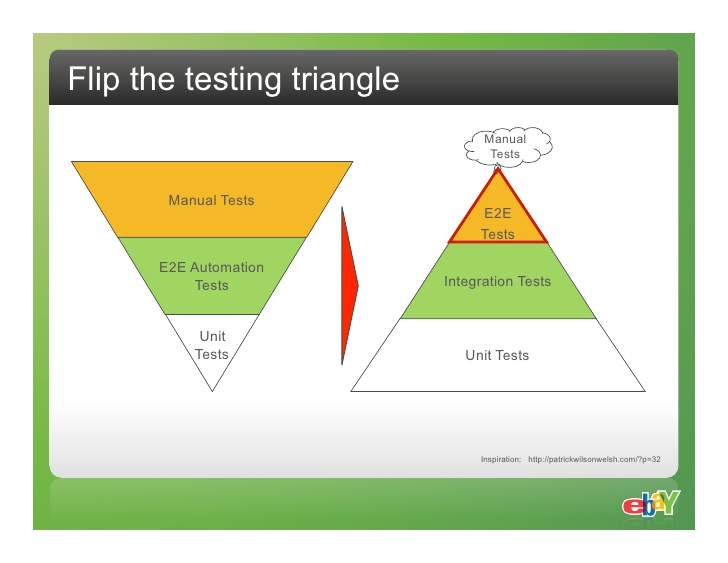 Flip the testing triangle
Manual Tests
E2E Automation
Tests
Unit
Tests
Manual
Tests
E2E
Tests
Integration Tests
Unit Tests
Inspiration: http://patrickwilsonwelsh.com/?p=32
ebaY